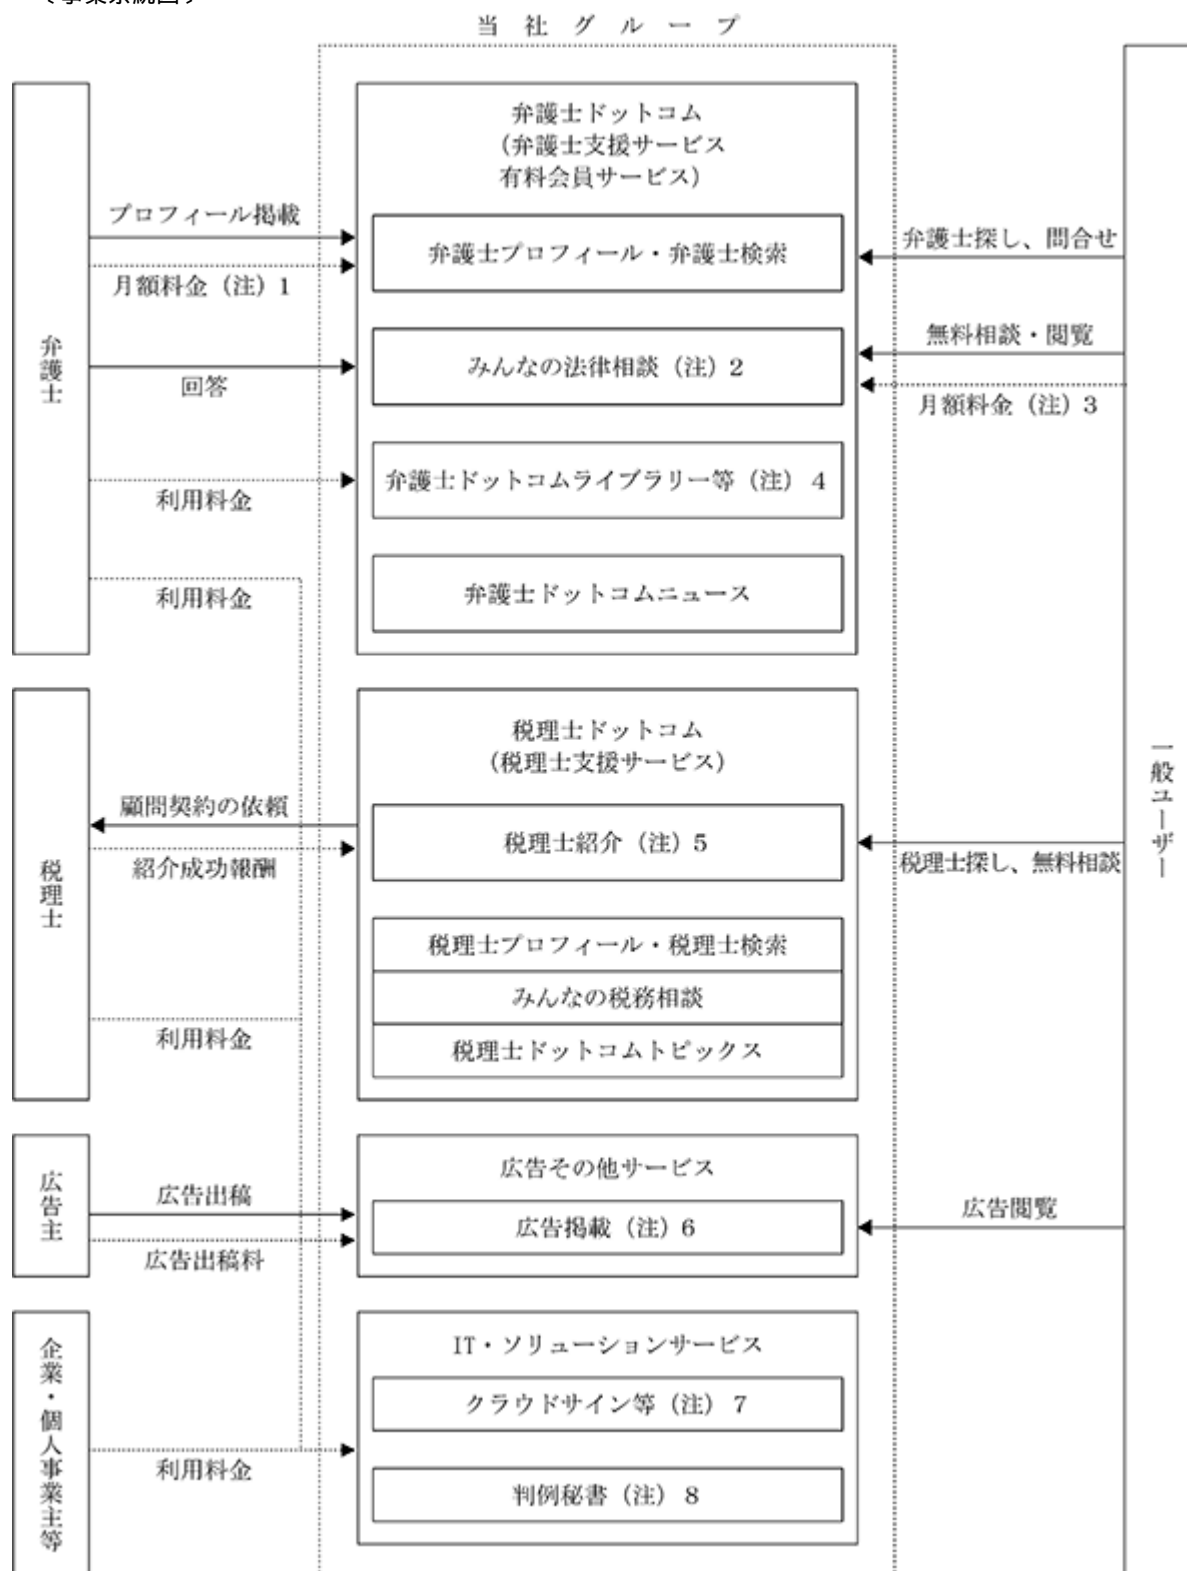 ＜事業系統図＞
当社グループ
弁護士
プロフィール掲載
月額料金（注）1
回答
利用料金
利用料金
弁護士ドットコム
(弁護士支援サービス
有料会員サービス)
弁護士プロフィール・弁護士検索
みんなの法律相談（注）2
弁護士ドットコムライブラリー等（注）4
弁護士ドットコムニュース
弁護士探し、問合せ
無料相談・閲覧
月額料金（注）3
一般ユーザー
税理士
顧問契約の依頼
紹介成功報酬
利用料金
税理士ドットコム
(税理士支援サービス)
税理士紹介（注）5
税理士プロフィール・税理士検索
みんなの税務相談
税理士ドットコムトピックス
税理士探し、無料相談
広告主
広告出稿
広告出稿料
広告その他サービス
広告掲載（注）6
広告閲覧
企業・個人事業主等
利用料金
IT・ソリューションサービス
クラウドサイン等（注）7
判例秘書（注）8